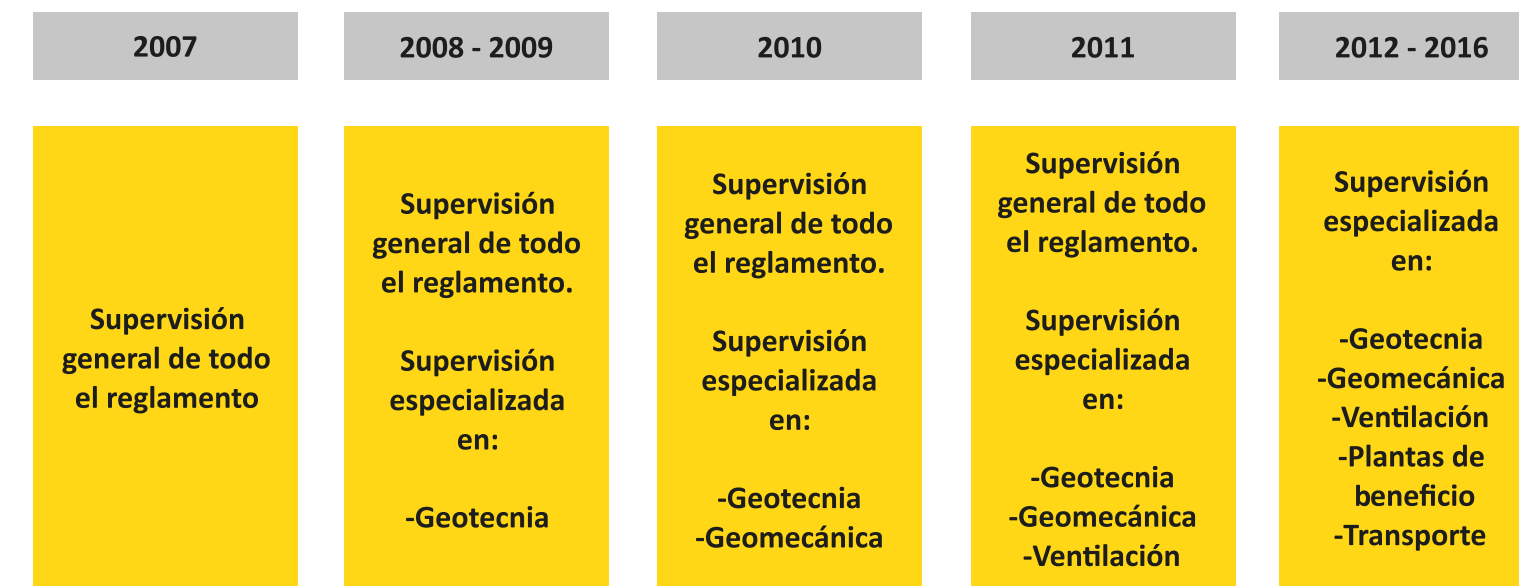 2007
Supervisión
general de todo
el reglamento
2008 - 2009
Supervisión
general de todo
el reglamento.
Supervisión
especializada
en:
-Geotecnia
2010
Supervisión
general de todo
el reglamento.
Supervisión
especializada
en:
-Geotecnia
-Geomecánica
2011
Supervisión
general de todo
el reglamento.
Supervisión
especializada
en:
-Geotecnia
-Geomecánica
-Ventilación
2012 - 2016
Supervisión
especializada
en:
-Geotecnia
-Geomecánica
-Ventilación
-Plantas de
beneficio
-Transporte